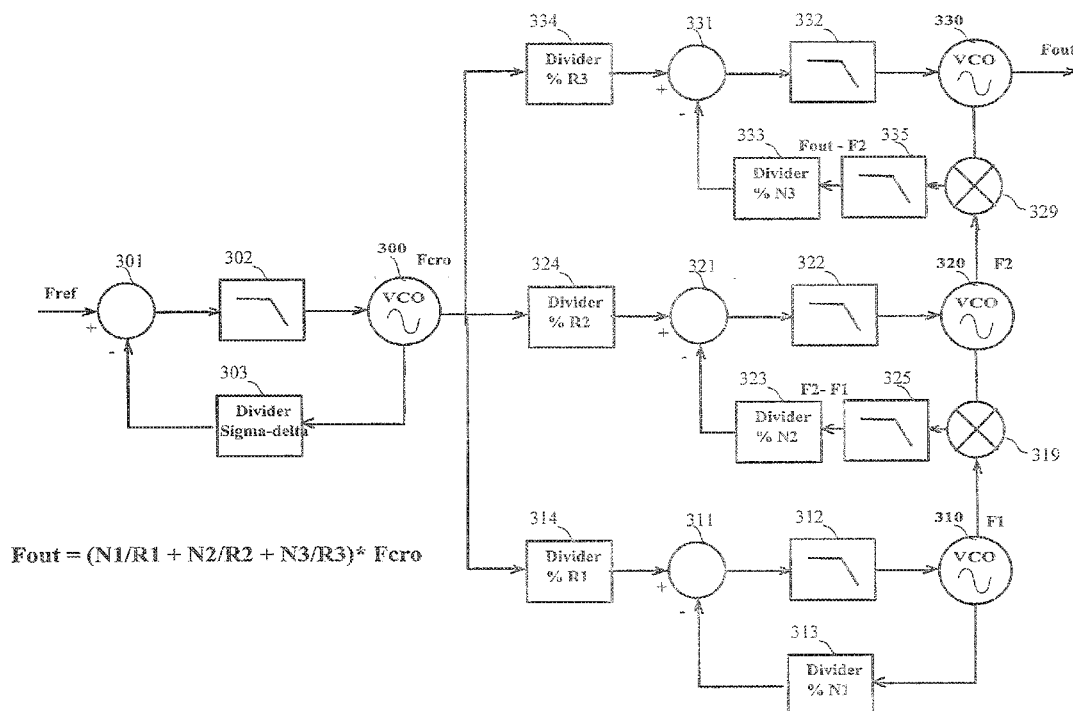 334
331
332
330
Divider
% R3
+
-
VCO
Fout
333
Fout - F2
335
Divider
% N3
329
301
302
300
Fcro
Fref
+
-
VCO
324
321
322
320
F2
Divider
% R2
+
-
VCO
303
Divider
Sigma-delta
323
F2- F1
325
Divider
% N2
319
314
311
312
310
F1
Divider
% R1
+
-
VCO
Fout = (N1/R1 + N2/R2 + N3/R3)* Fcro
313
Divider
% N1